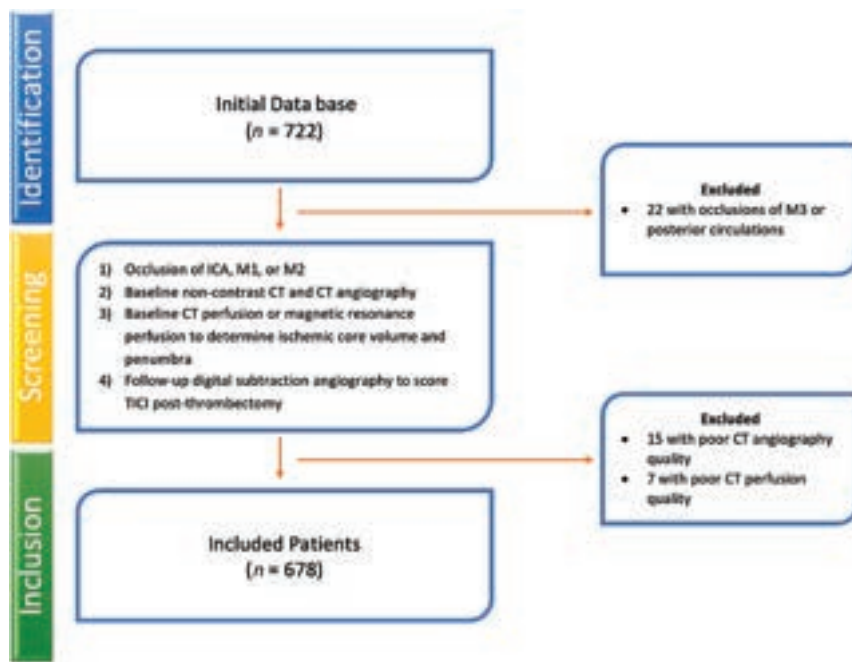 Identification
Initial Data base
(n = 722)
Excluded
• 22 with occlusions of M3 or
posterior circulations
Screening
1) Occlusion of ICA, M1, or M2
2) Baseline non-contrast CT and CT angiography
3) Baseline CT perfusion or magnetic resonance
perfusion to determine ischemic core volume and
penumbra
4) Follow-up digital subtraction angiography to score
TICI post-thrombectomy
Excluded
• 15 with poor CT angiography
quality
• 7 with poor CT perfusion
quality
Inclusion
Included Patients
(n = 678)